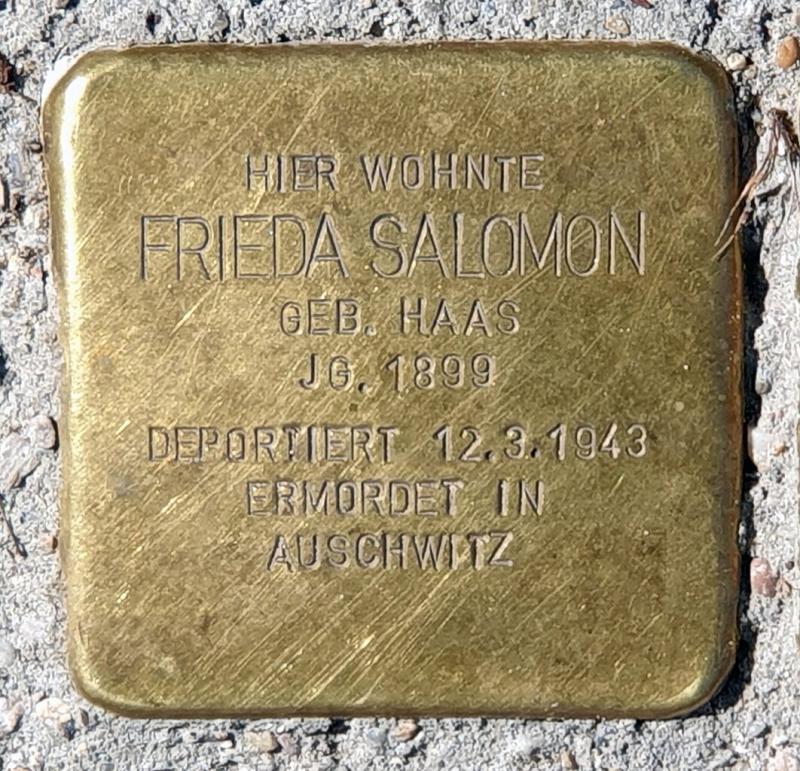 HIER WOHNTE
FRIEDA SALOMON
GEB. HAAS
JG. 1899
DEPORTIERT 12.3.1943
ERMORDET IN
AUSCHWITZ